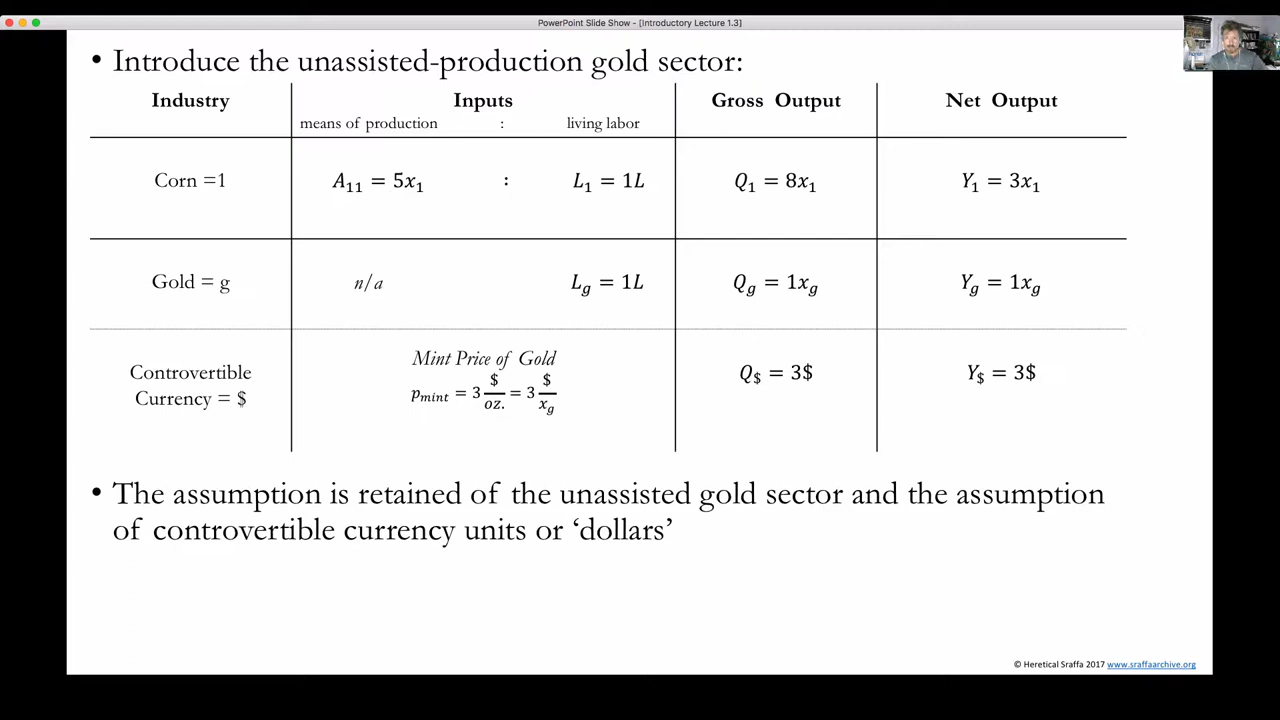 PowerPoint Slide Show - [Introductory Lecture 1.3]
• Introduce the unassisted-production gold sector:
Industry Inputs Gross Output Net Output
means of production : living labor
Corn =1 A₁₁ = 5x₁ : L₁ = 1L Q₁ = 8x₁ Y₁ = 3x₁
Gold = g n/a L_g = 1L Q_g = 1x_g Y_g = 1x_g
Mint Price of Gold
Controvertible
Currency = $
p_mint = 3 $/oz. = 3 $/x_g
Q_$ = 3$ Y_$ = 3$
• The assumption is retained of the unassisted gold sector and the assumption
of controvertible currency units or ‘dollars’
© Heretical Sraffa 2017 www.sraffaarchive.org